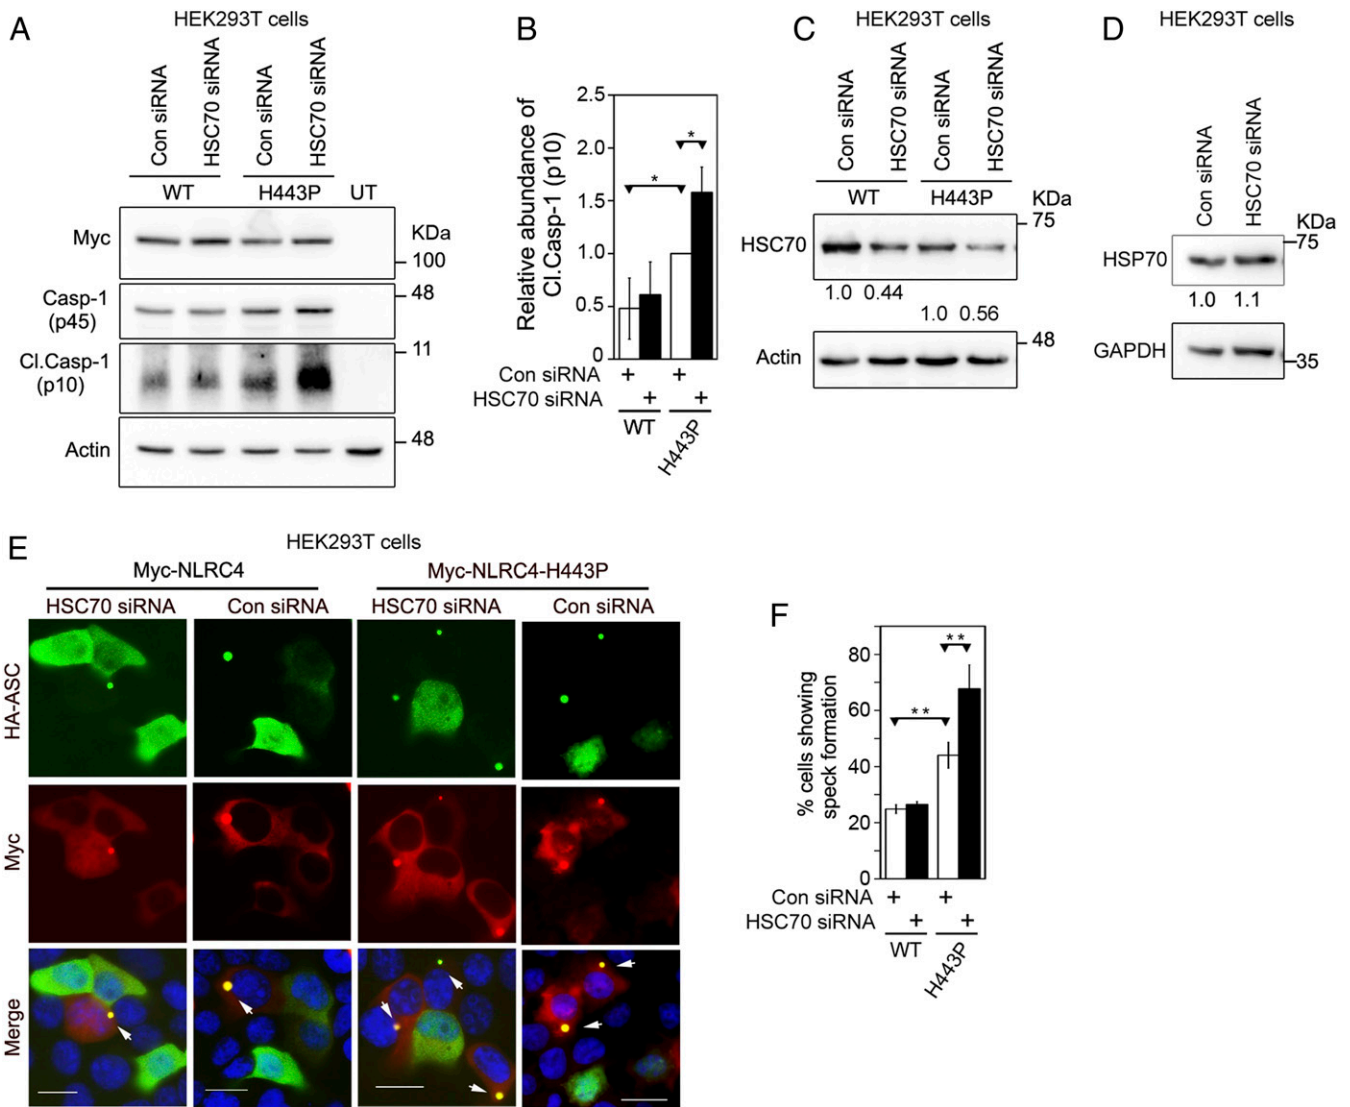 A
HEK293T cells
Con siRNA
HSC70 siRNA
Con siRNA
HSC70 siRNA
WT
H443P
UT
Myc
KDa
100
Casp-1
(p45)
48
Cl.Casp-1
(p10)
11
Actin
48
B
Relative abundance of
Cl.Casp-1 (p10)
2.5
2.0
1.5
1.0
0.5
0
*
*
Con siRNA + +
HSC70 siRNA + +
WT
H443P
C
HEK293T cells
Con siRNA
HSC70 siRNA
Con siRNA
HSC70 siRNA
WT
H443P
KDa
75
HSC70
1.0 0.44
1.0 0.56
Actin
48
D
HEK293T cells
Con siRNA
HSC70 siRNA
KDa
75
HSP70
1.0 1.1
GAPDH
35
E
HEK293T cells
Myc-NLRC4
Myc-NLRC4-H443P
HSC70 siRNA
Con siRNA
HSC70 siRNA
Con siRNA
HA-ASC
Myc
Merge
F
% cells showing
speck formation
80
60
40
20
0
**
**
Con siRNA + +
HSC70 siRNA + +
WT
H443P